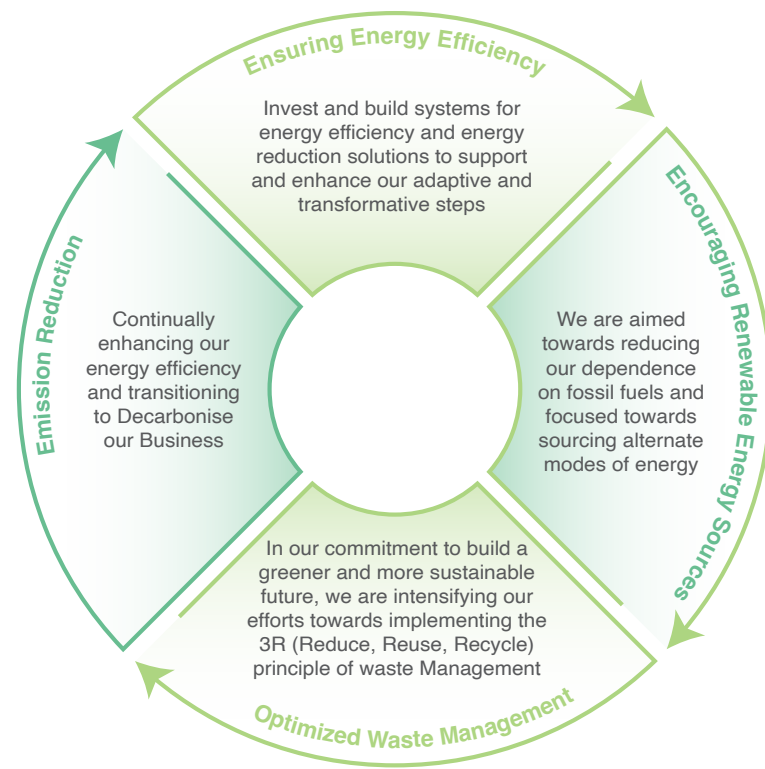 Ensuring Energy Efficiency
Invest and build systems for
energy efficiency and energy
reduction solutions to support
and enhance our adaptive and
transformative steps
Encouraging Renewable Energy Sources
We are aimed
towards reducing
our dependence
on fossil fuels and
focused towards
sourcing alternate
modes of energy
Optimized Waste Management
In our commitment to build a
greener and more sustainable
future, we are intensifying our
efforts towards implementing the
3R (Reduce, Reuse, Recycle)
principle of waste Management
Emission Reduction
Continually
enhancing our
energy efficiency
and transitioning
to Decarbonise
our Business